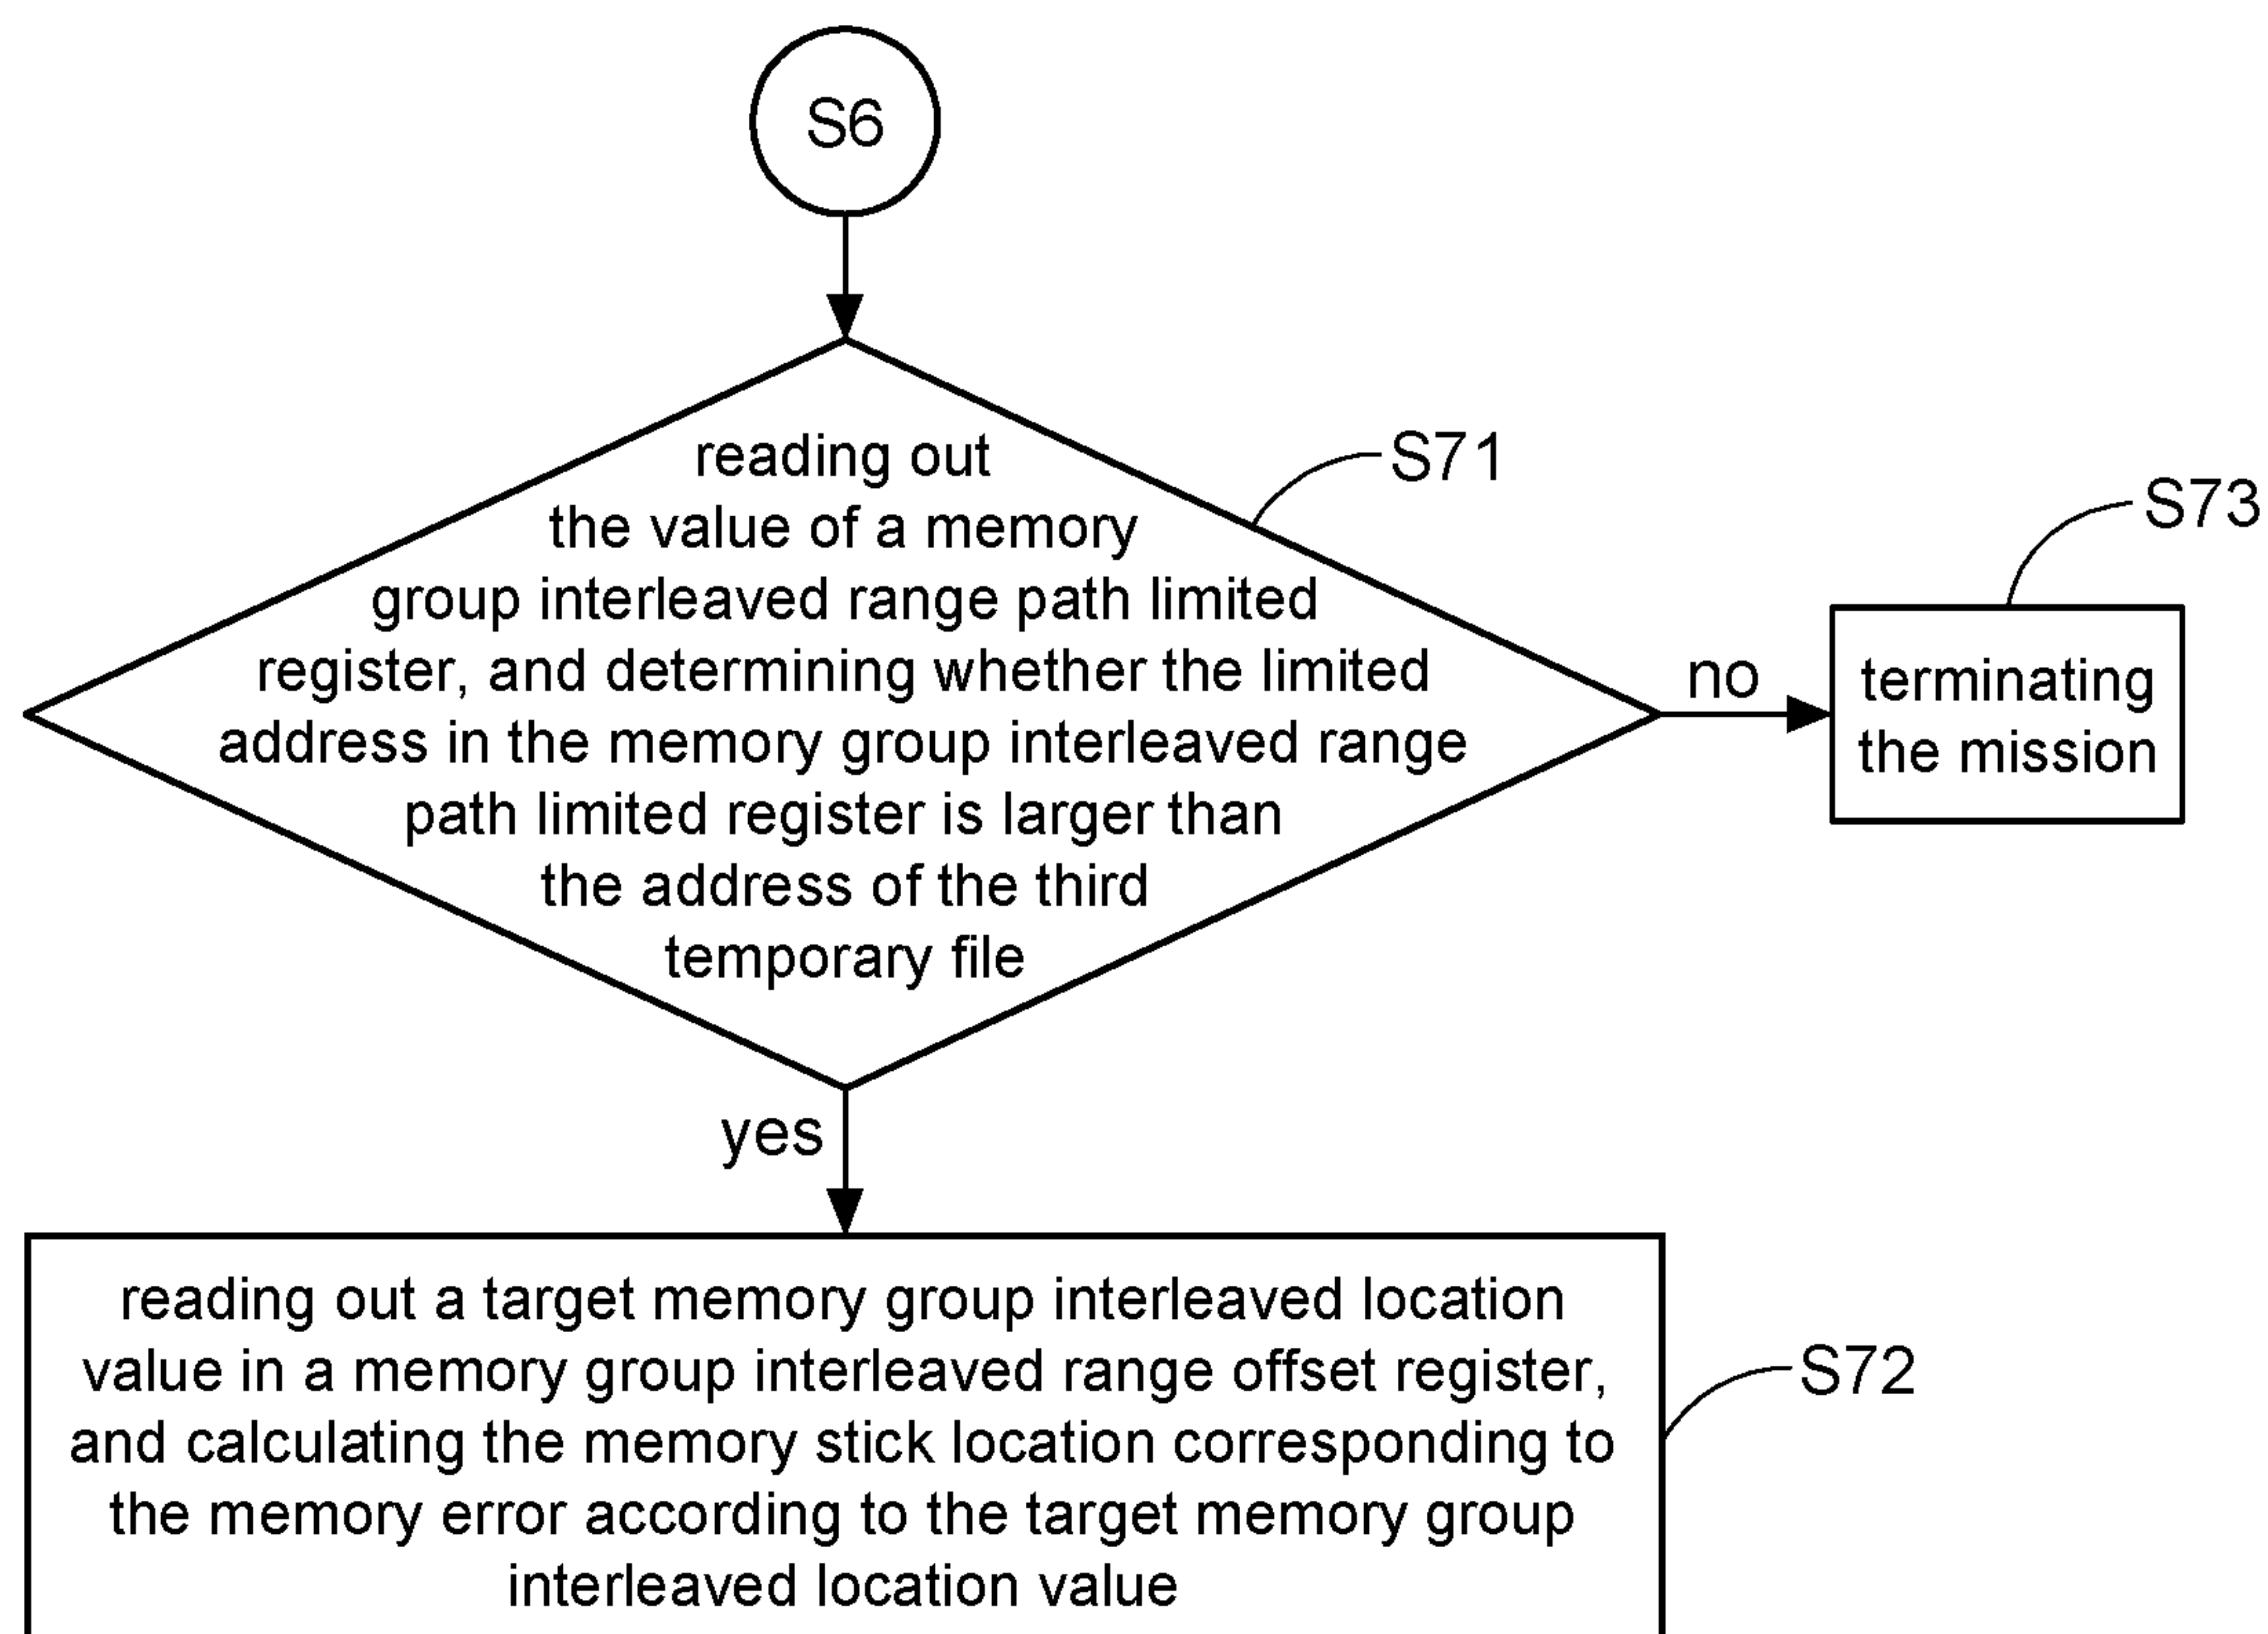 S6
reading out
the value of a memory
group interleaved range path limited
register, and determining whether the limited
address in the memory group interleaved range
path limited register is larger than
the address of the third
temporary file
S71
no
S73
terminating
the mission
yes
reading out a target memory group interleaved location
value in a memory group interleaved range offset register,
and calculating the memory stick location corresponding to
the memory error according to the target memory group
interleaved location value
S72